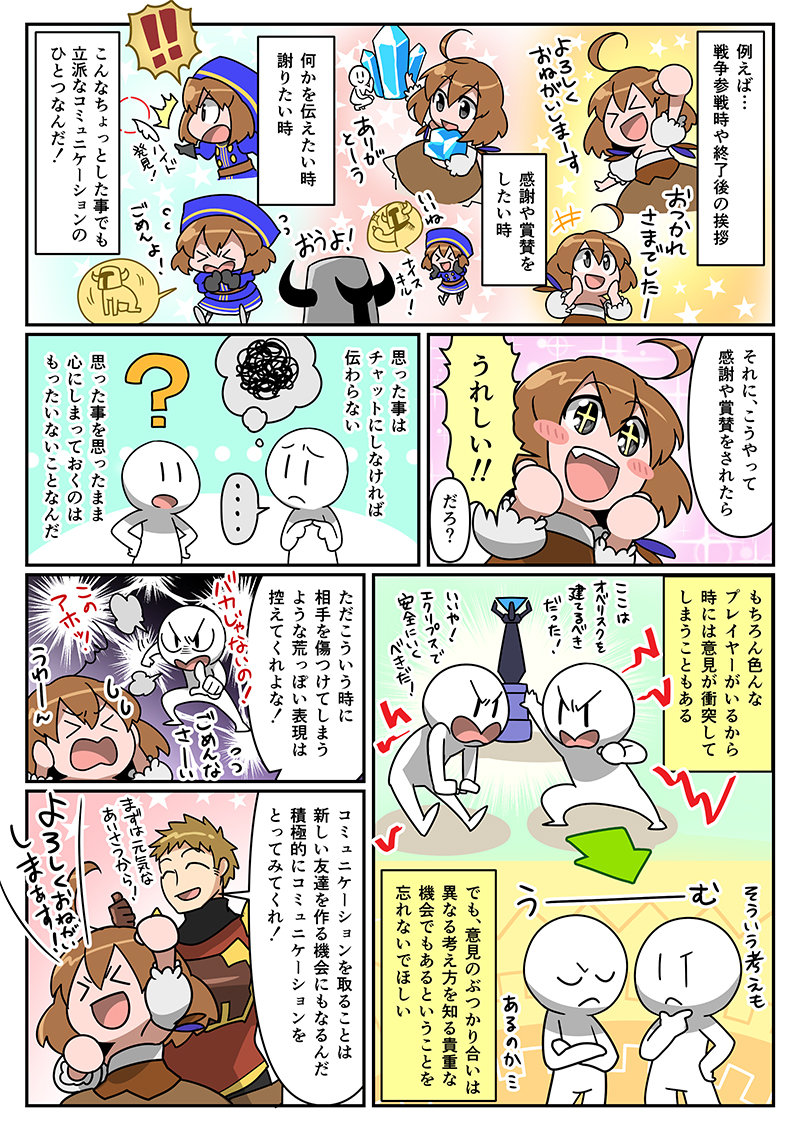 例えば…
戦争参戦時や終了後の挨拶
よろしく
おねがいしまーす
おつかれ
さまでしたー
感謝や賞賛を
したい時
ありが
とーう
いいね
ナイス
キル!
おうよ!
何かを伝えたい時
謝りたい時
!!
ハイド
発見!
ごめんよ!
こんなちょっとした事でも
立派なコミュニケーションの
ひとつなんだ!
それに、こうやって
感謝や賞賛をされたら
うれしい!!
だろ?
思った事は
チャットにしなければ
伝わらない
…
?
思った事を思ったまま
心にしまっておくのは
もったいないことなんだ
もちろん色んな
プレイヤーがいるから
時には意見が衝突して
しまうこともある
ここは
オベリスクを
建てるべき
だった!
いいや!
エクリプスで
安全にいく
べきだ!
そういう考えも
あるのか…
うーむ
でも、意見のぶつかり合いは
異なる考え方を知る貴重な
機会でもあるということを
忘れないでほしい
ただこういう時に
相手を傷つけてしまう
ような荒っぽい表現は
控えてくれよな!
バカじゃないの!
この
アホッ!
ごめんな
さーい
うわーん
コミュニケーションを取ることは
新しい友達を作る機会にもなるんだ
積極的にコミュニケーションを
とってみてくれ!
まずは元気な
あいさつから!
よろしくおねがい
しまぁす!